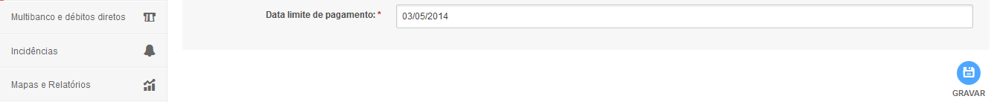 Multibanco e débitos diretos
Incidências
Mapas e Relatórios
Data limite de pagamento: *
03/05/2014
GRAVAR